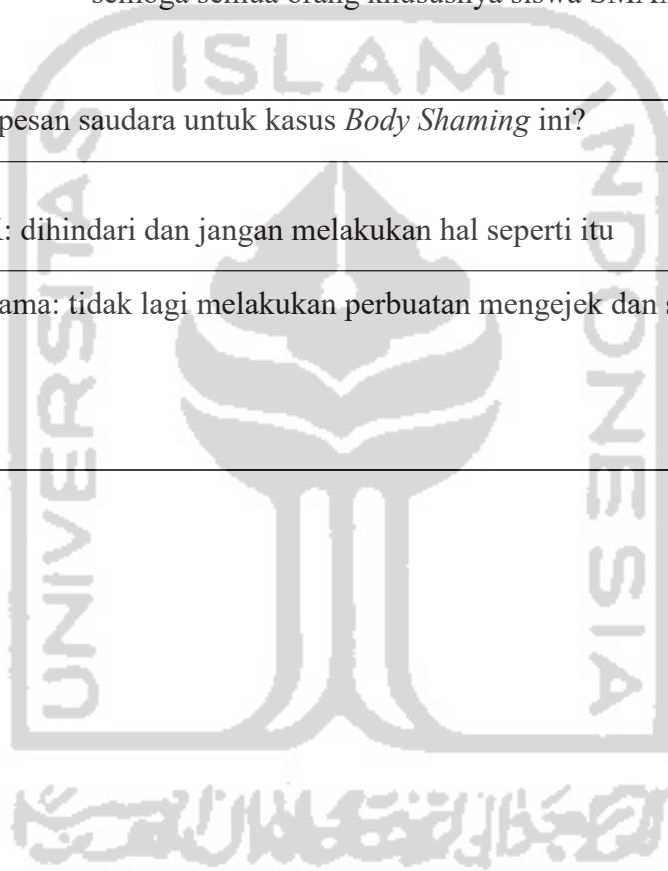 semoga semua orang khususnya siswa
pesan saudara untuk kasus Body Shaming ini?
: dihindari dan jangan melakukan hal seperti itu
ama: tidak lagi melakukan perbuatan mengejek dan
ISLAM
UNIVERSITAS
INDONESIA